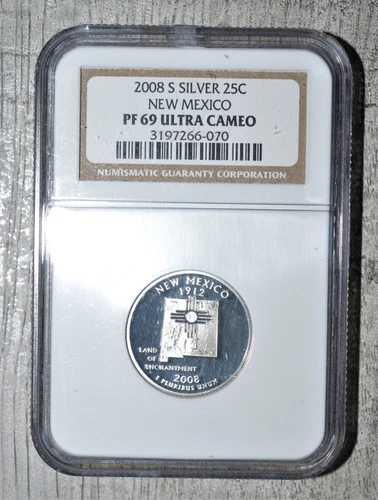 2008 S SILVER 25C
NEW MEXICO
PF 69 ULTRA CAMEO
3197266-070
NUMISMATIC GUARANTY CORPORATION
NEW MEXICO
1912
LAND
OF
ENCHANTMENT
2008
E PLURIBUS UNUM